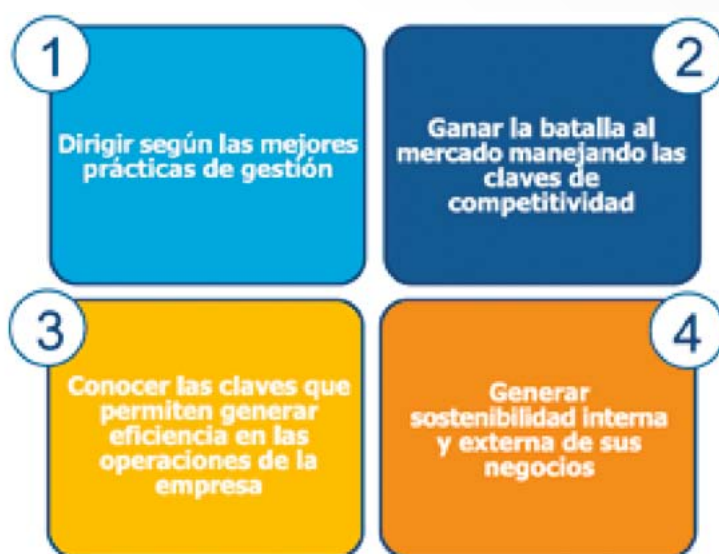 1
Dirigir según las mejores
prácticas de gestión
2
Ganar la batalla al
mercado manejando las
claves de
competitividad
3
Conocer las claves que
permiten generar
eficiencia en las
operaciones de la
empresa
4
Generar
sostenibilidad interna
y externa de sus
negocios